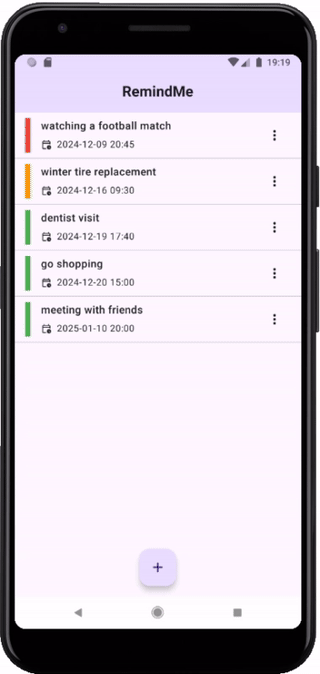 19:19
RemindMe
watching a football match
2024-12-09 20:45
winter tire replacement
2024-12-16 09:30
dentist visit
2024-12-19 17:40
go shopping
2024-12-20 15:00
meeting with friends
2025-01-10 20:00
+